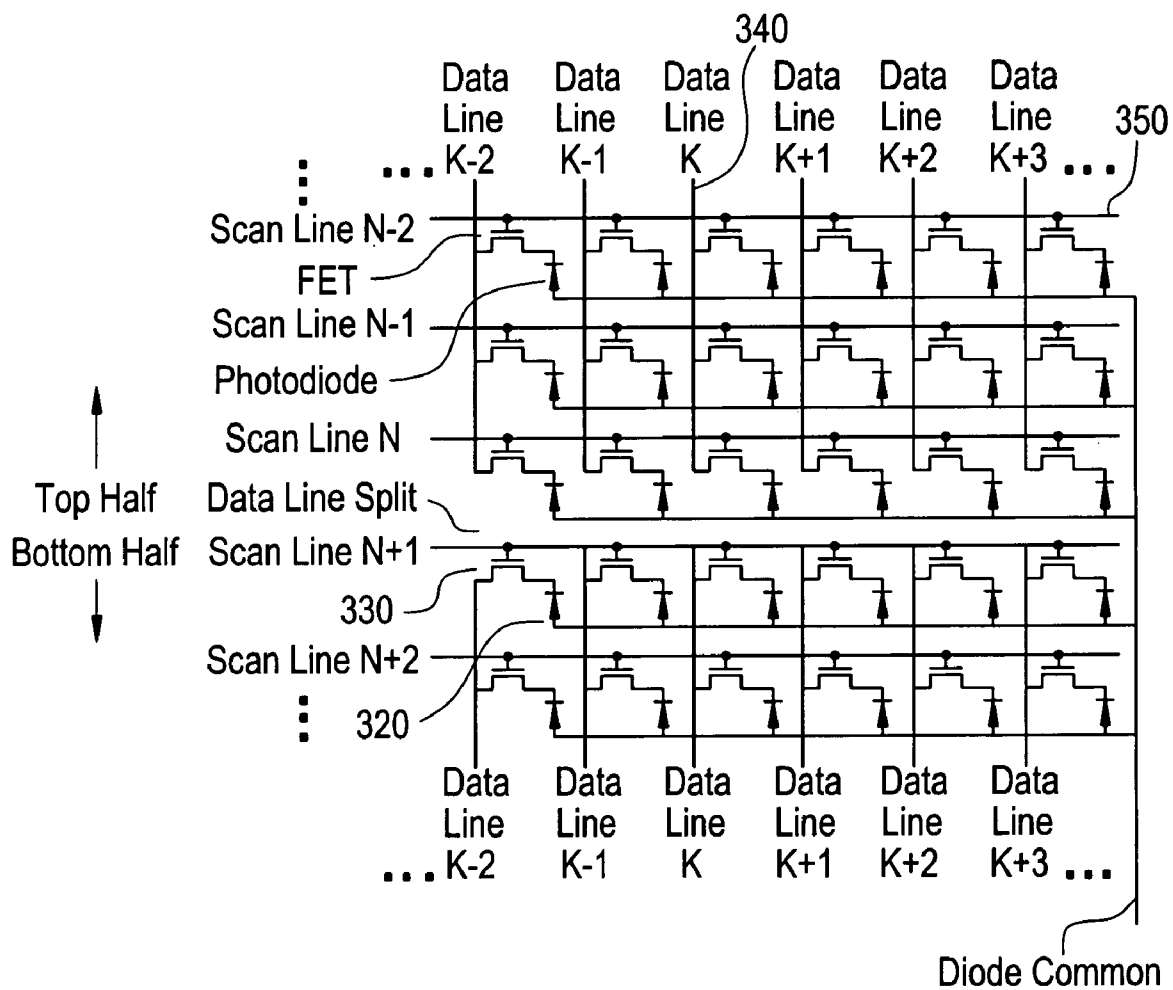 340
Data Data Data Data Data Data
Line Line Line Line Line Line
K-2 K-1 K K+1 K+2 K+3
350
Scan Line N-2
FET
Scan Line N-1
Photodiode
Scan Line N
Top Half
Data Line Split
Bottom Half
Scan Line N+1
330
Scan Line N+2
320
Data Data Data Data Data Data
Line Line Line Line Line Line
K-2 K-1 K K+1 K+2 K+3
Diode Common